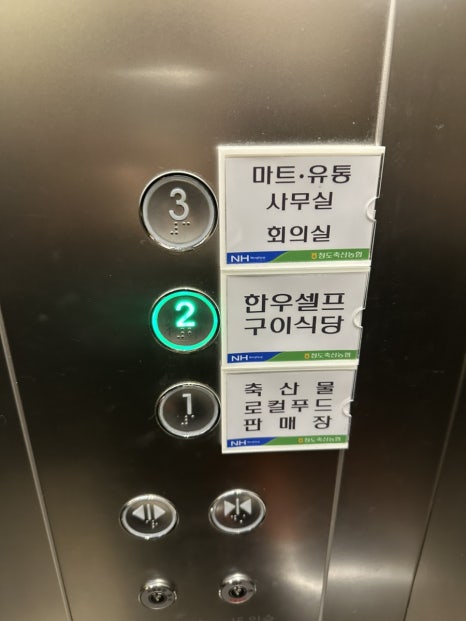 3
마트·유통
사무실
회의실
NH 청도축산농협
2
한우셀프
구이식당
NH 청도축산농협
1
축산물
로컬푸드
판매장
NH 청도축산농협